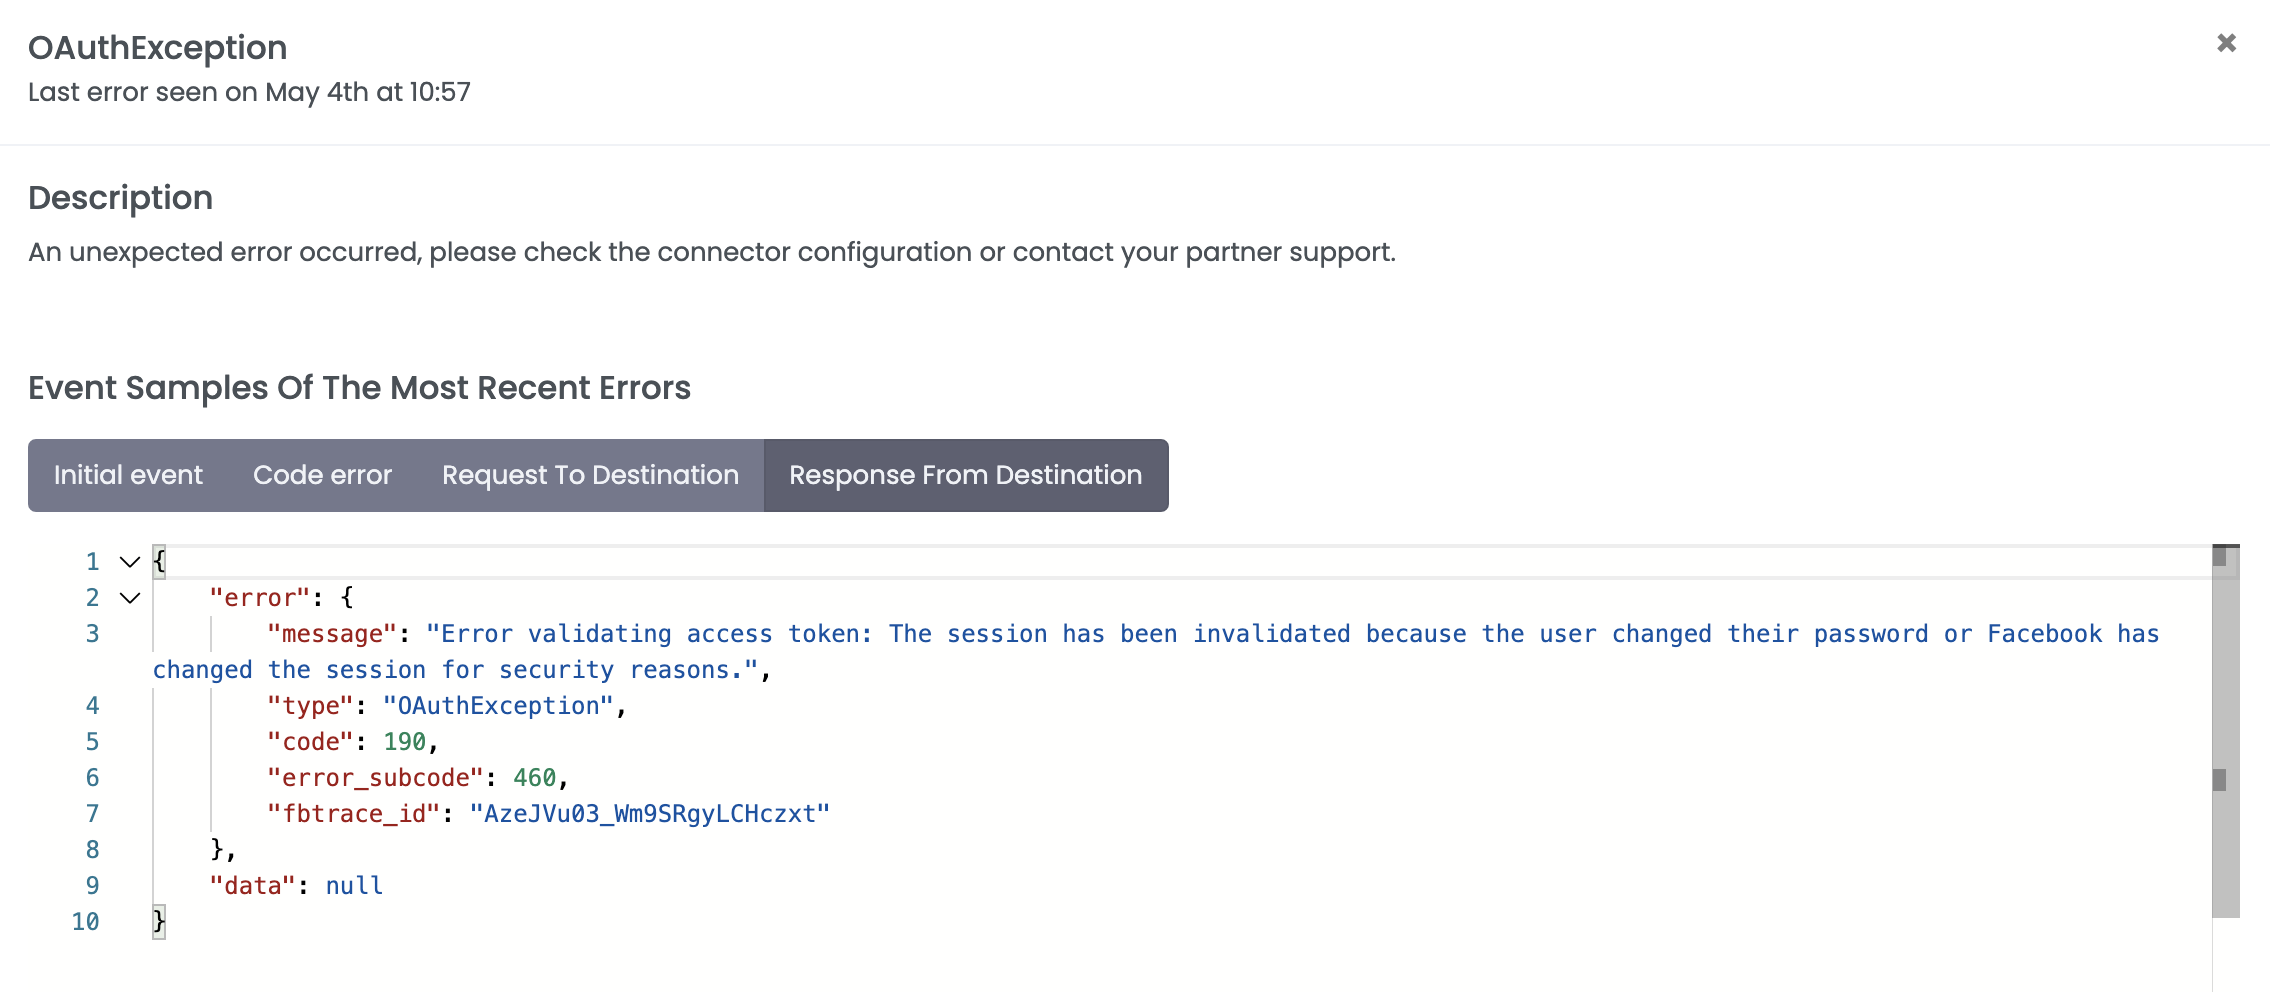 OAuthException
Last error seen on May 4th at 10:57
Description
An unexpected error occurred, please check the connector configuration or contact your partner support.
Event Samples Of The Most Recent Errors
Initial event Code error Request To Destination Response From Destination
1 {
2 "error": {
3 "message": "Error validating access token: The session has been invalidated because the user changed their password or Facebook has
changed the session for security reasons.",
4 "type": "OAuthException",
5 "code": 190,
6 "error_subcode": 460,
7 "fbtrace_id": "AzeJVu03_Wm9SRgyLCHczxt"
8 },
9 "data": null
10 }